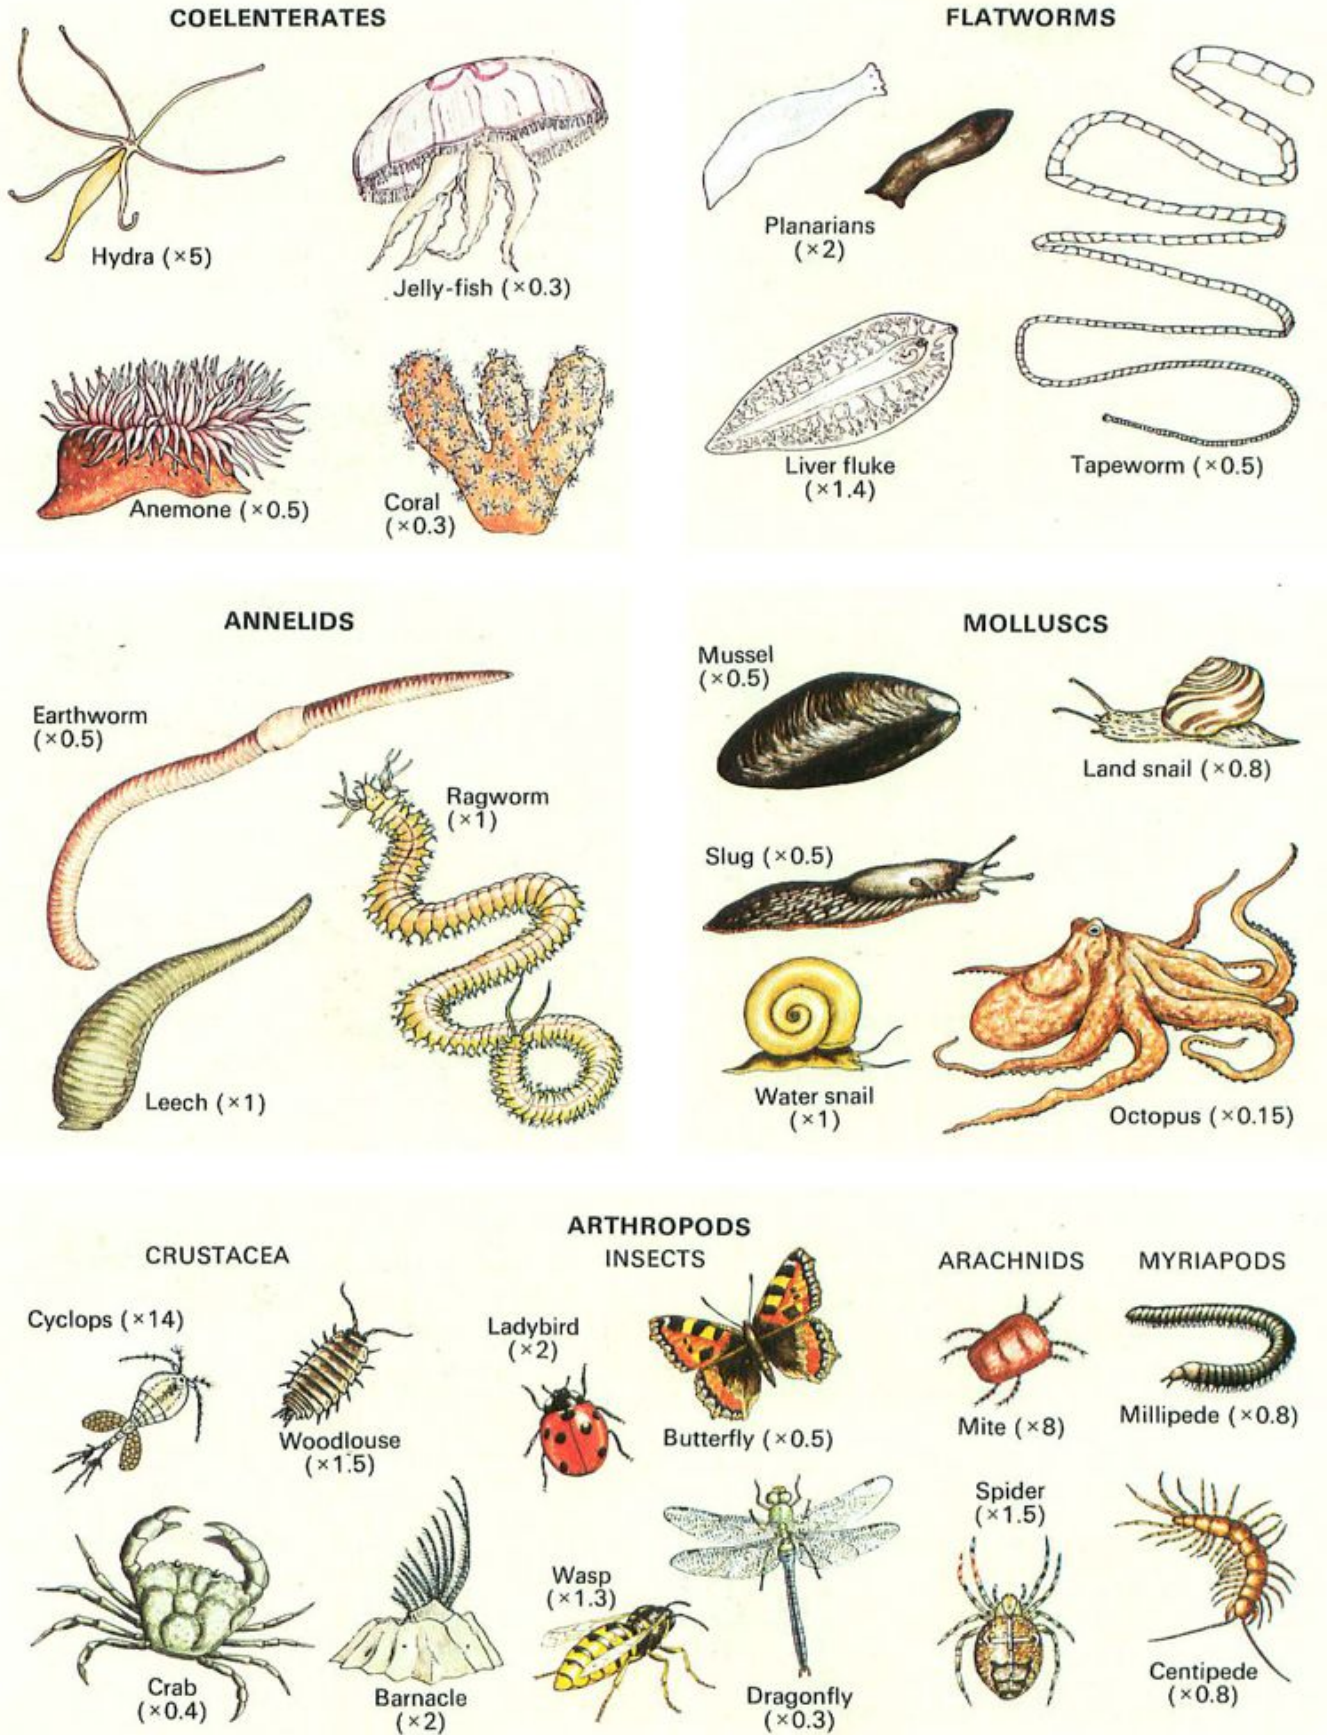 COELENTERATES
Hydra (×5)
Jelly-fish (×0.3)
Anemone (×0.5)
Coral
(×0.3)
FLATWORMS
Planarians
(×2)
Liver fluke
(×1.4)
Tapeworm (×0.5)
ANNELIDS
Earthworm
(×0.5)
Ragworm
(×1)
Leech (×1)
MOLLUSCS
Mussel
(×0.5)
Land snail (×0.8)
Slug (×0.5)
Water snail
(×1)
Octopus (×0.15)
ARTHROPODS
CRUSTACEA
Cyclops (×14)
Woodlouse
(×1.5)
Crab
(×0.4)
Barnacle
(×2)
INSECTS
Ladybird
(×2)
Butterfly (×0.5)
Wasp
(×1.3)
Dragonfly
(×0.3)
ARACHNIDS
Mite (×8)
Spider
(×1.5)
MYRIAPODS
Millipede (×0.8)
Centipede
(×0.8)